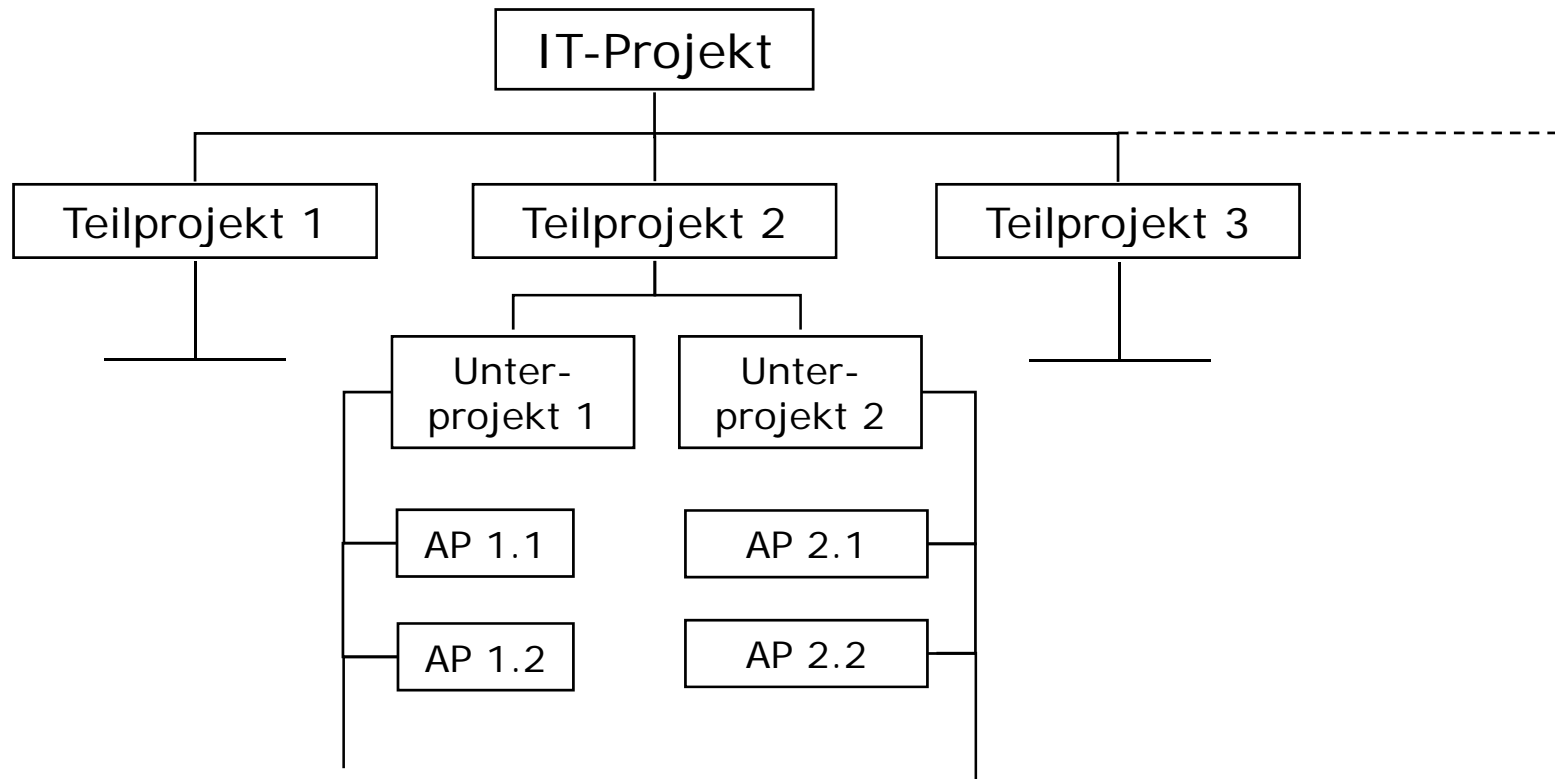 IT-Projekt
Teilprojekt 1
Teilprojekt 2
Teilprojekt 3
Unter-
projekt 1
Unter-
projekt 2
AP 1.1
AP 2.1
AP 1.2
AP 2.2